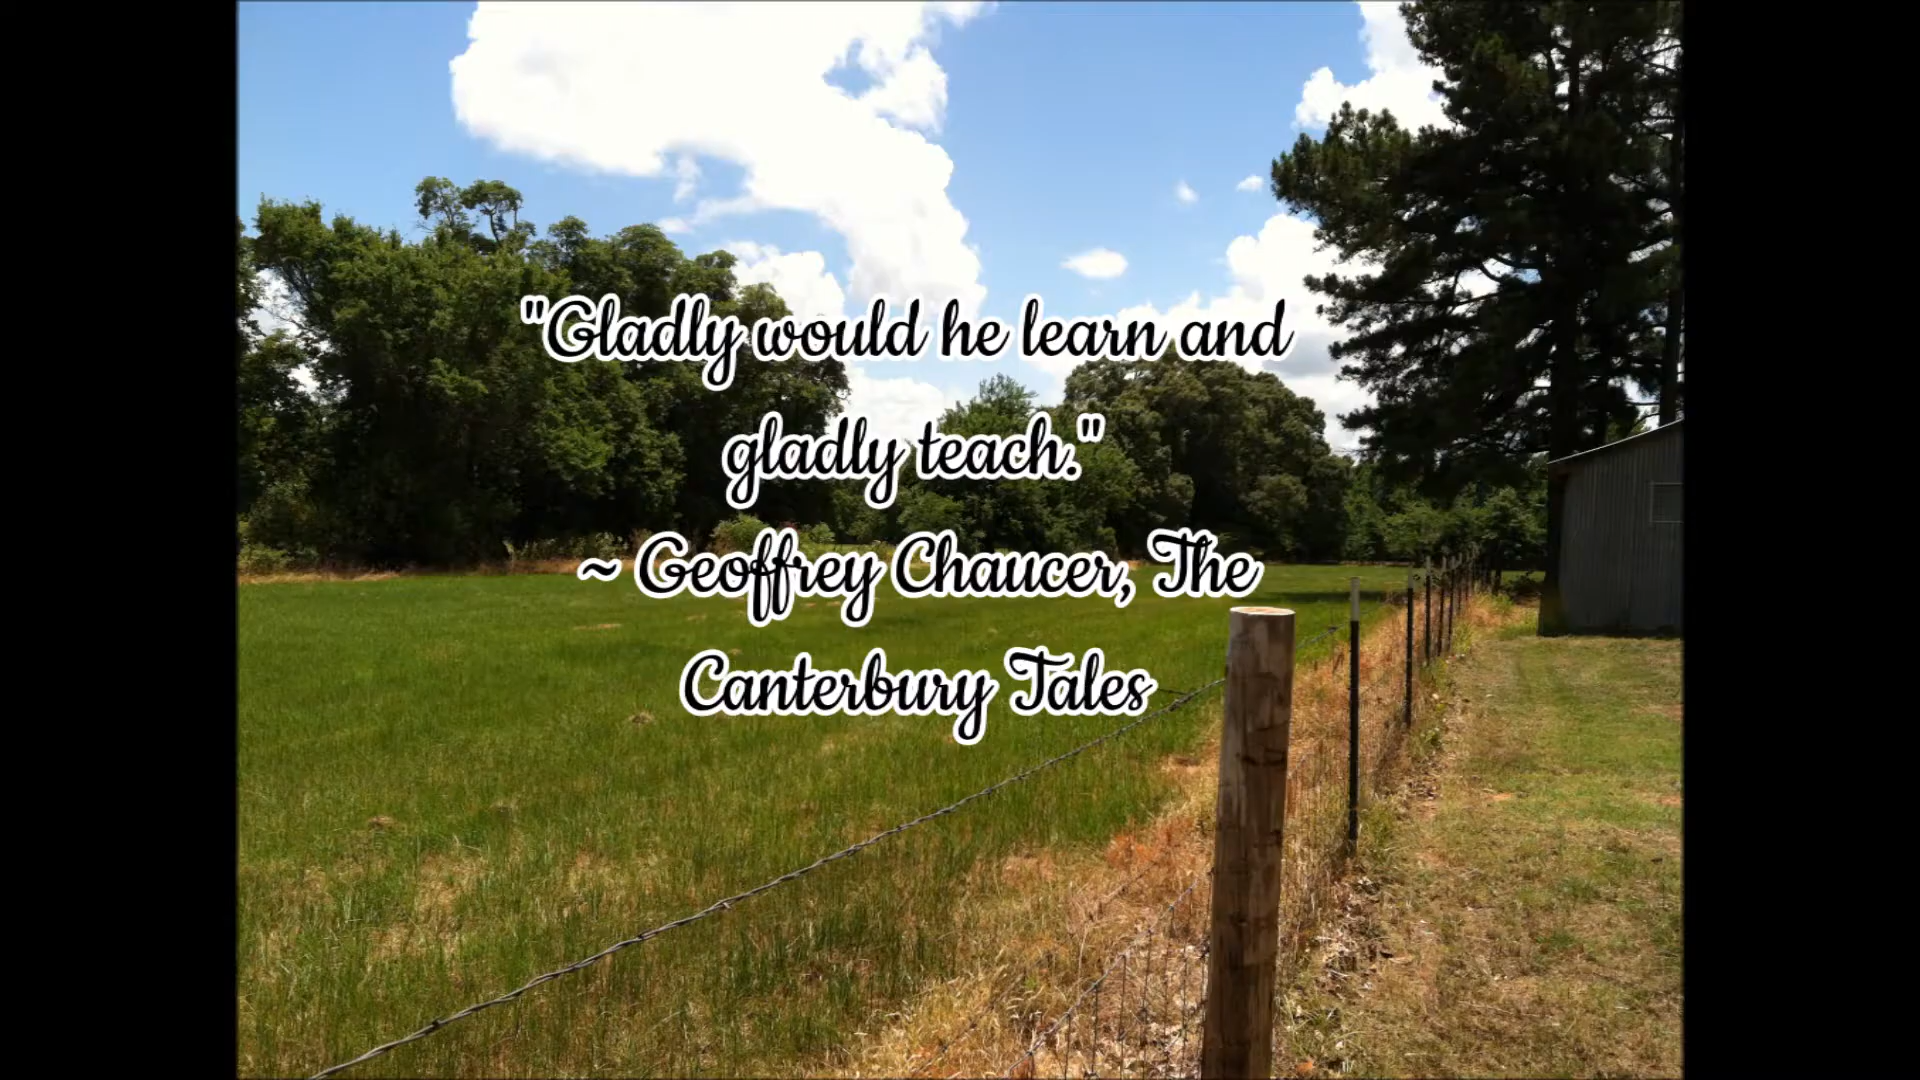 "Gladly would he learn and
gladly teach."
~ Geoffrey Chaucer, The
Canterbury Tales